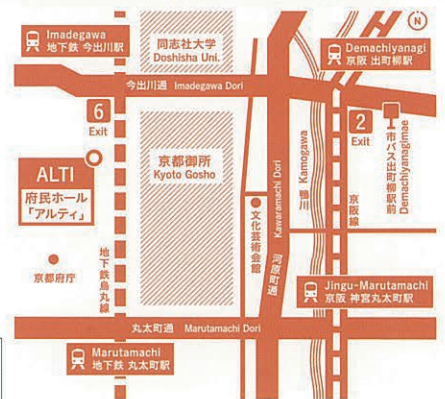 N
Imadegawa
地下鉄 今出川駅
同志社大学
Doshisha Uni.
Demachiyanagi
京阪 出町柳駅
今出川通 Imadegawa Dori
6
Exit
2
Exit
市バス出町柳駅前
Demachiyanagimae
ALTI
府民ホール
「アルティ」
京都御所
Kyoto Gosho
Kawaramachi Dori
河原町通
Kamogawa
鴨川
文化芸術会館
京阪線
京都府庁
地下鉄烏丸線
Jingu-Marutamachi
京阪 神宮丸太町駅
丸太町通 Marutamachi Dori
Marutamachi
地下鉄 丸太町駅